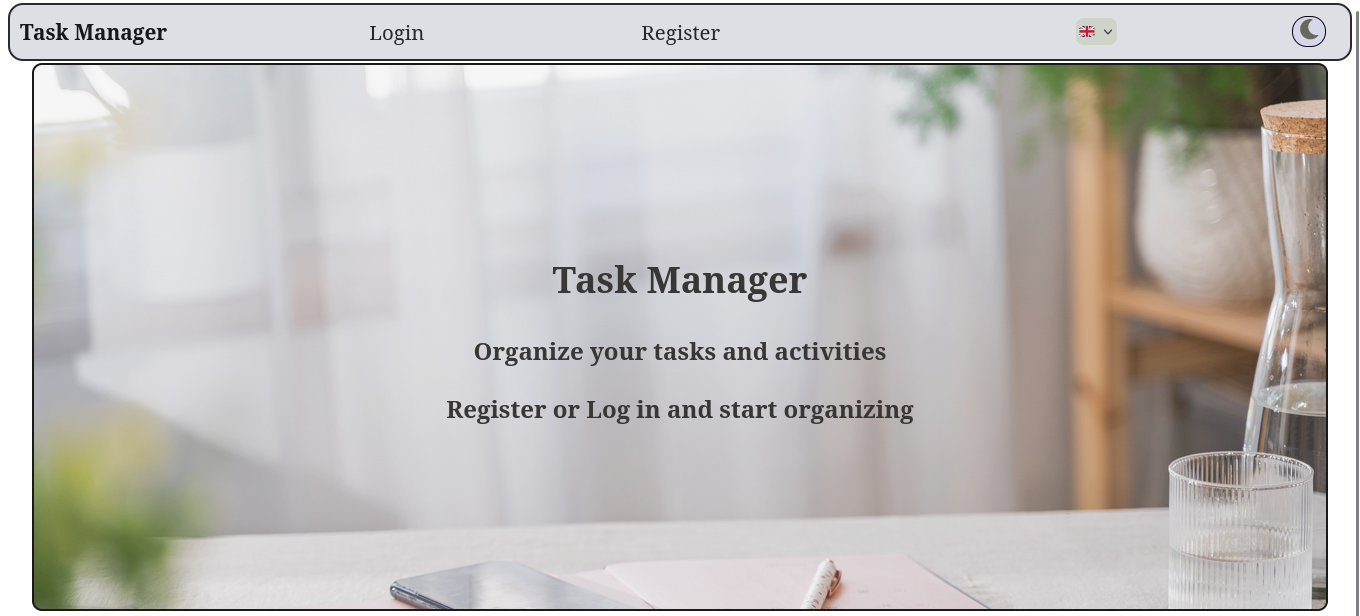 Task Manager
Login
Register
Task Manager
Organize your tasks and activities
Register or Log in and start organizing